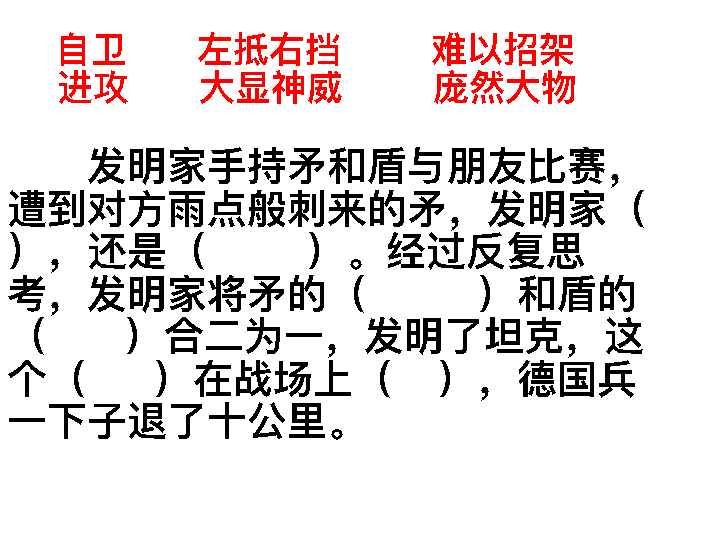 自卫 左抵右挡 难以招架
进攻 大显神威 庞然大物
发明家手持矛和盾与朋友比赛，
遭到对方雨点般刺来的矛，发明家（
），还是（ ）。经过反复思
考，发明家将矛的（ ）和盾的
（ ）合二为一，发明了坦克，这
个（ ）在战场上（ ），德国兵
一下子退了十公里。